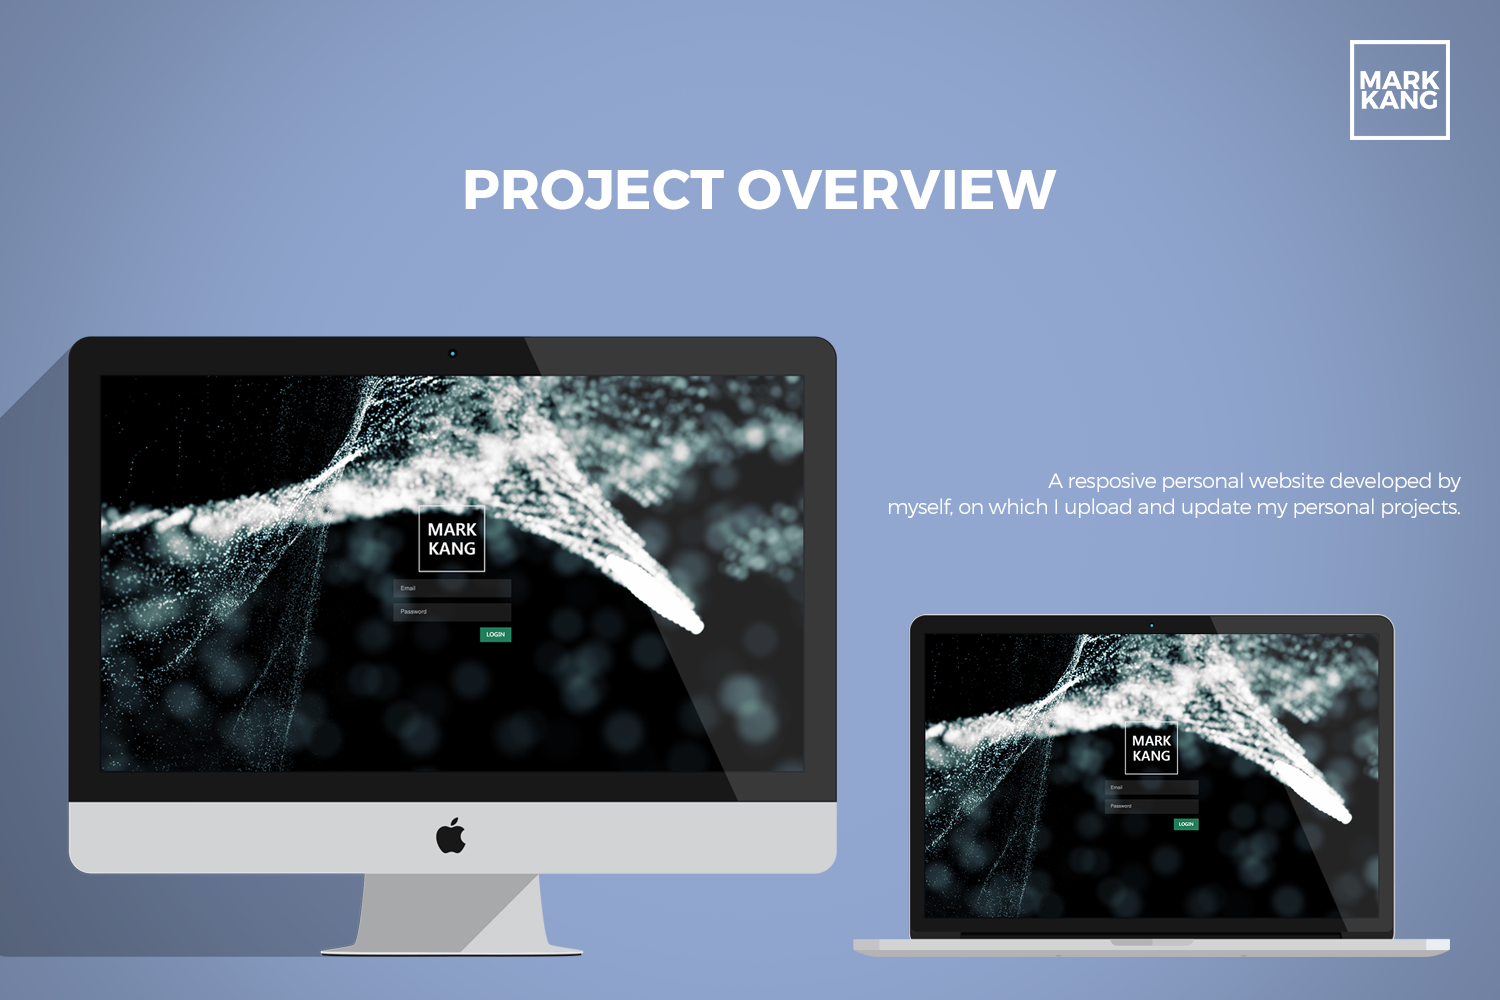 MARK
KANG
PROJECT OVERVIEW
A resposive personal website developed by
myself, on which I upload and update my personal projects.
MARK
KANG
Email
Password
LOGIN
MARK
KANG
Email
Password
LOGIN